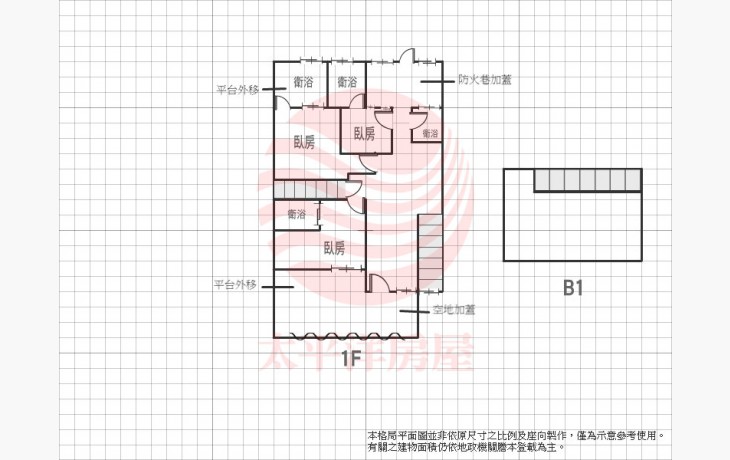 衛浴
衛浴
防火巷加蓋
平台外移
臥房
衛浴
臥房
衛浴
臥房
平台外移
空地加蓋
B1
1F
太平洋房屋
本格局平面圖並非依原尺寸之比例及座向製作，僅為示意參考使用。
有關之建物面積仍依地政機關謄本登載為主。